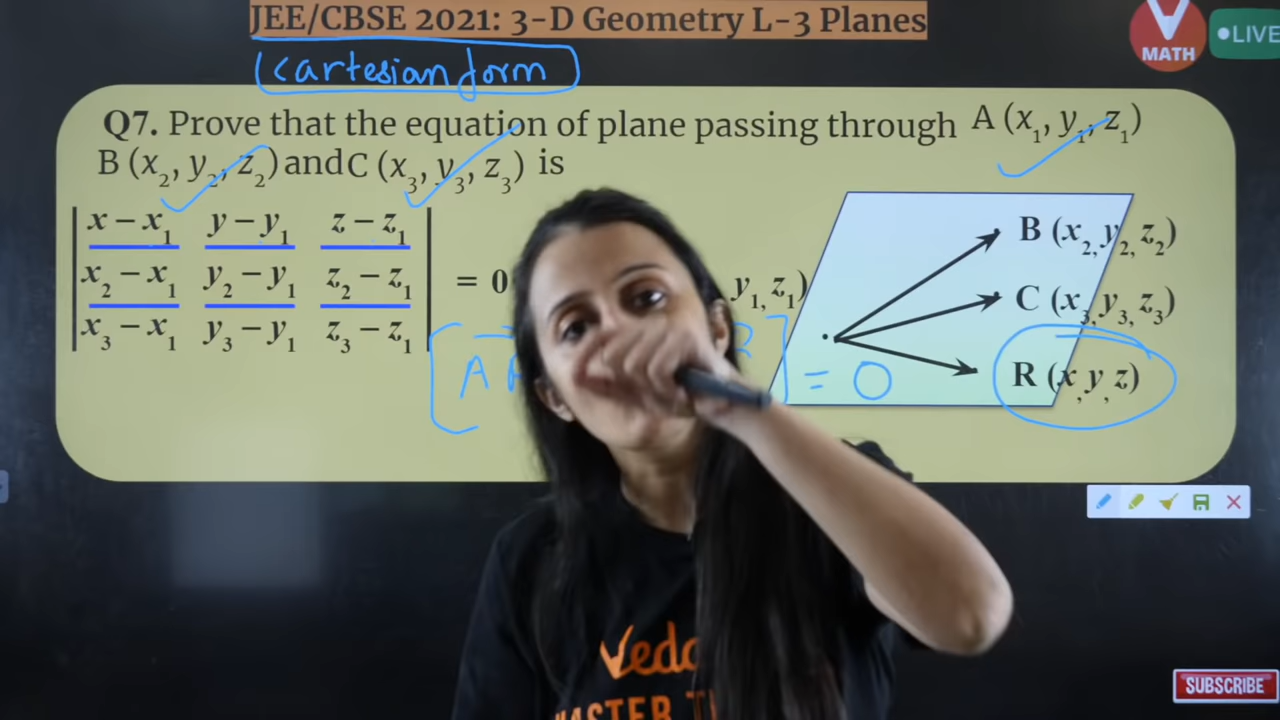 JEE/CBSE 2021: 3-D Geometry L-3 Planes
MATH
LIVE
Cartesian form
Q7. Prove that the equation of plane passing through A (x₁, y₁, z₁)
B (x₂, y₂, z₂) and C (x₃, y₃, z₃) is
x – x₁ y – y₁ z – z₁
x₂ – x₁ y₂ – y₁ z₂ – z₁ = 0
x₃ – x₁ y₃ – y₁ z₃ – z₁
y₁, z₁)
B (x₂, y₂, z₂)
C (x₃, y₃, z₃)
R (x, y, z)
[A ] = 0
MASTER
SUBSCRIBE